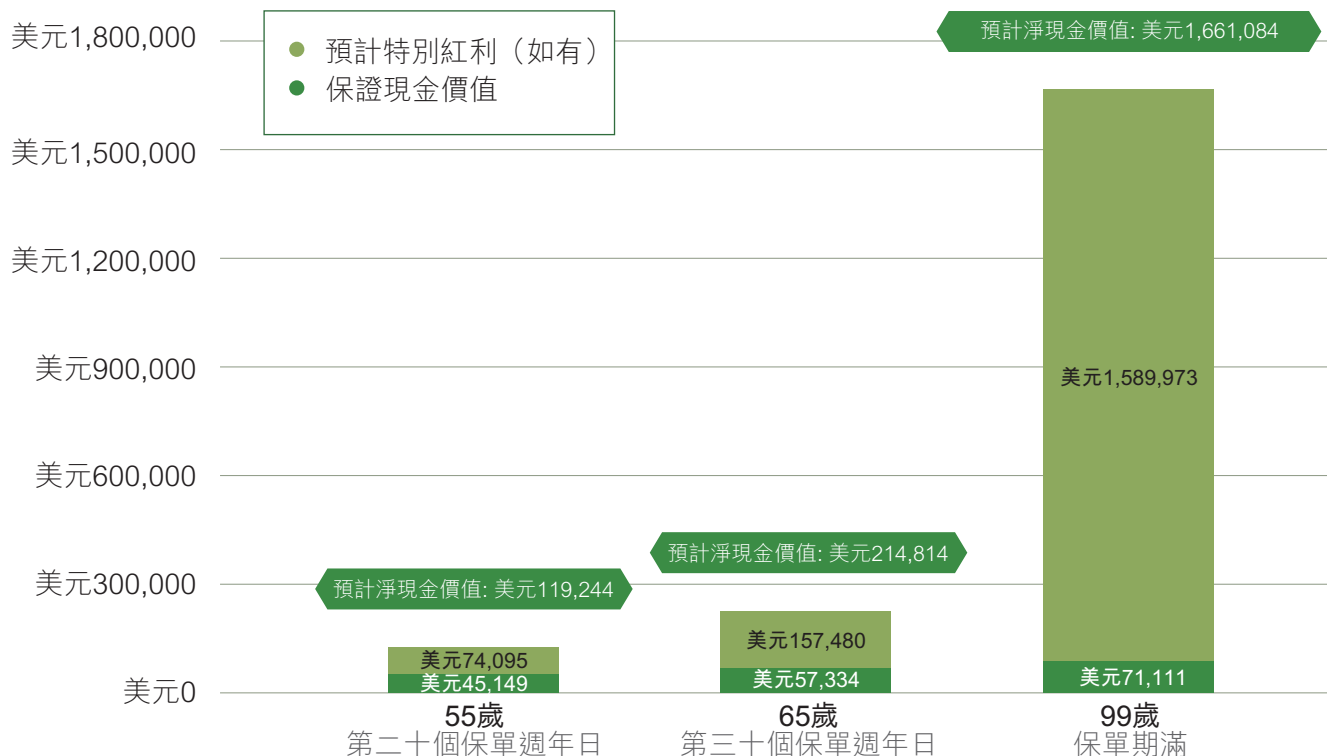 美元1,800,000
美元1,500,000
美元1,200,000
美元900,000
美元600,000
美元300,000
美元0
預計特別紅利（如有）
保證現金價值
預計淨現金價值: 美元119,244
美元74,095
美元45,149
55歲
第二十個保單週年日
預計淨現金價值: 美元214,814
美元157,480
美元57,334
65歲
第三十個保單週年日
預計淨現金價值: 美元1,661,084
美元1,589,973
美元71,111
99歲
保單期滿